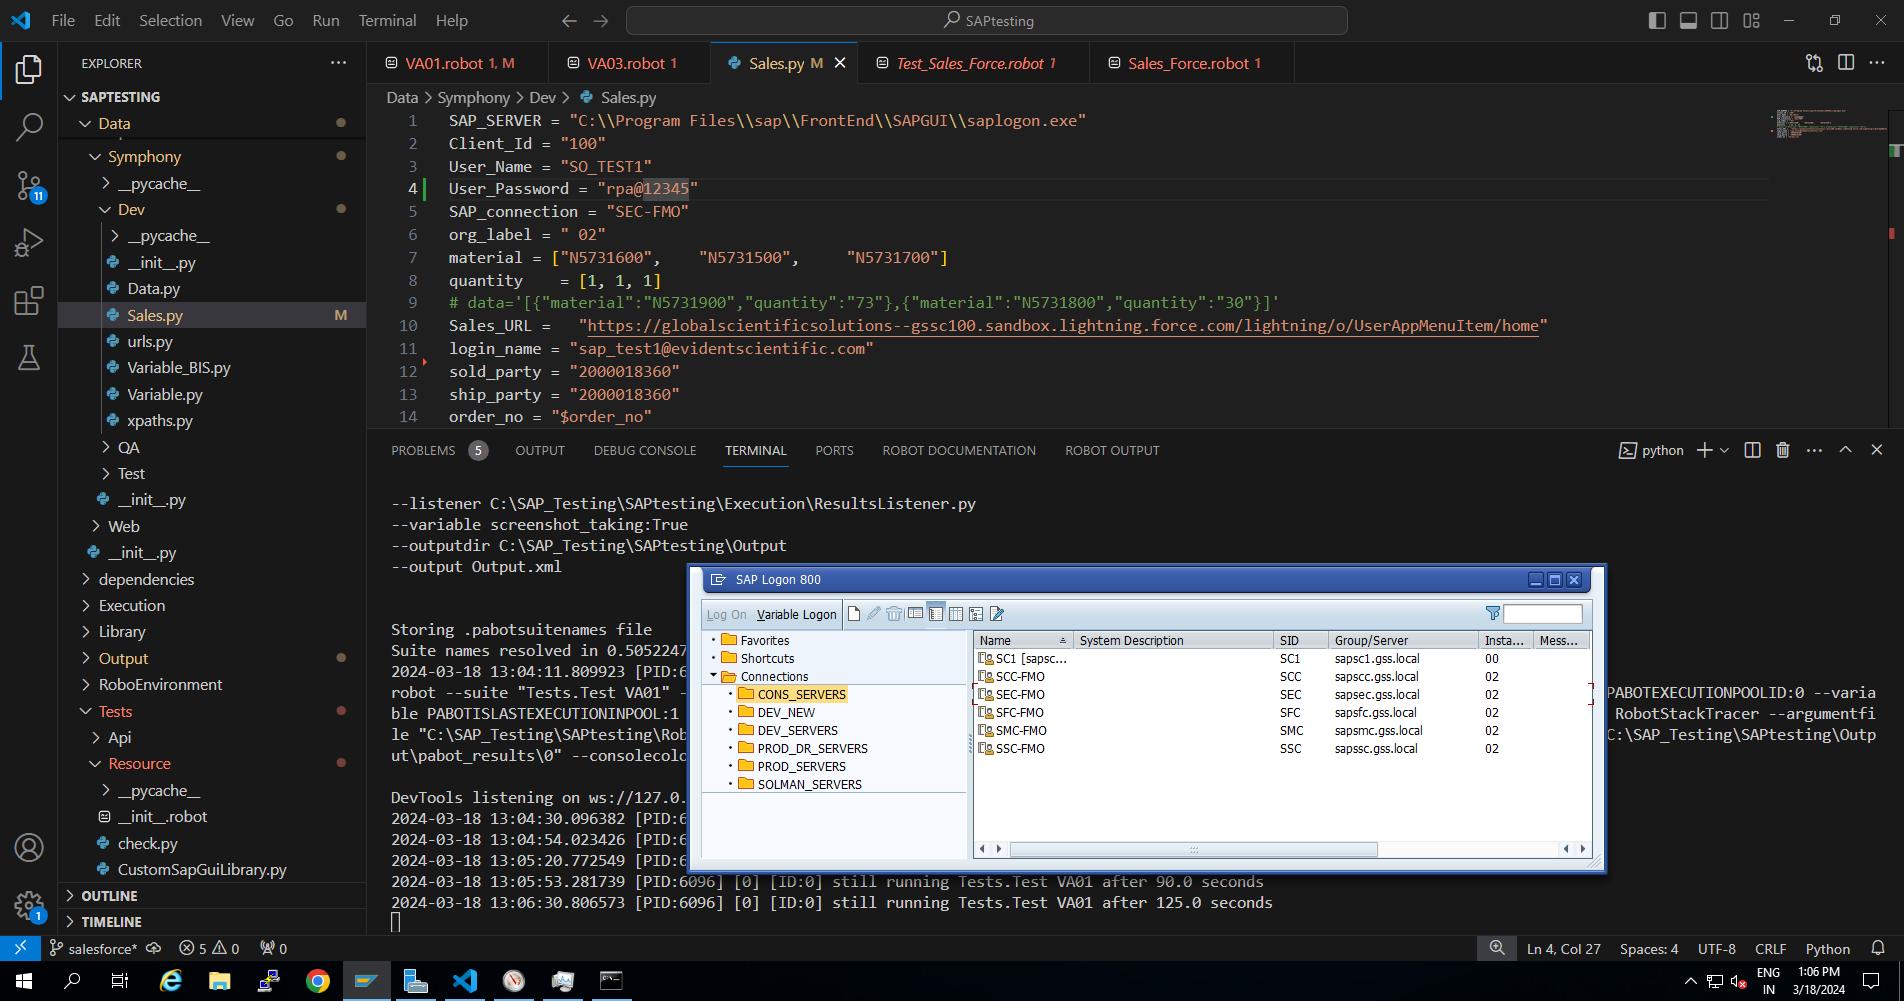 File Edit Selection View Go Run Terminal Help
SAPtesting
EXPLORER
SAPTESTING
Data
Symphony
__pycache__
Dev
__pycache__
__init__.py
Data.py
Sales.py M
urls.py
Variable_BIS.py
Variable.py
xpaths.py
QA
Test
__init__.py
Web
__init__.py
dependencies
Execution
Library
Output
RoboEnvironment
Tests
Api
Resource
__pycache__
__init__.robot
check.py
CustomSapGuiLibrary.py
OUTLINE
TIMELINE
11
1
VA01.robot 1, M
VA03.robot 1
Sales.py M
Test_Sales_Force.robot 1
Sales_Force.robot 1
Data > Symphony > Dev > Sales.py
1 SAP_SERVER = "C:\\Program Files\\sap\\FrontEnd\\SAPGUI\\saplogon.exe"
2 Client_Id = "100"
3 User_Name = "SO_TEST1"
4 User_Password = "rpa@12345"
5 SAP_connection = "SEC-FMO"
6 org_label = " 02"
7 material = ["N5731600", "N5731500", "N5731700"]
8 quantity = [1, 1, 1]
9 # data='[{"material":"N5731900","quantity":"73"},{"material":"N5731800","quantity":"30"}]'
10 Sales_URL = "https://globalscientificsolutions--gssc100.sandbox.lightning.force.com/lightning/o/UserAppMenuItem/home"
11 login_name = "sap_test1@evidentscientific.com"
12 sold_party = "2000018360"
13 ship_party = "2000018360"
14 order_no = "$order_no"
PROBLEMS 5 OUTPUT DEBUG CONSOLE TERMINAL PORTS ROBOT DOCUMENTATION ROBOT OUTPUT
python
--listener C:\SAP_Testing\SAPtesting\Execution\ResultsListener.py
--variable screenshot_taking:True
--outputdir C:\SAP_Testing\SAPtesting\Output
--output Output.xml
Storing .pabotsuitenames file
Suite names resolved in 0.5052247
2024-03-18 13:04:11.809923 [PID:6
robot --suite "Tests.Test VA01" - PABOTEXECUTIONPOOLID:0 --varia
ble PABOTISLASTEXECUTIONINPOOL:1 RobotStackTracer --argumentfi
le "C:\SAP_Testing\SAPtesting\Rob C:\SAP_Testing\SAPtesting\Outp
ut\pabot_results\0" --consolecolo
DevTools listening on ws://127.0.
2024-03-18 13:04:30.096382 [PID:6
2024-03-18 13:04:54.023426 [PID:6
2024-03-18 13:05:20.772549 [PID:6
2024-03-18 13:05:53.281739 [PID:6096] [0] [ID:0] still running Tests.Test VA01 after 90.0 seconds
2024-03-18 13:06:30.806573 [PID:6096] [0] [ID:0] still running Tests.Test VA01 after 125.0 seconds
SAP Logon 800
Log On Variable Logon
Favorites
Shortcuts
Connections
CONS_SERVERS
DEV_NEW
DEV_SERVERS
PROD_DR_SERVERS
PROD_SERVERS
SOLMAN_SERVERS
Name System Description SID Group/Server Insta... Mess...
SC1 [sapsc... SC1 sapsc1.gss.local 00
SCC-FMO SCC sapscc.gss.local 02
SEC-FMO SEC sapsec.gss.local 02
SFC-FMO SFC sapsfc.gss.local 02
SMC-FMO SMC sapsmc.gss.local 02
SSC-FMO SSC sapssc.gss.local 02
salesforce* 5 0 0
Ln 4, Col 27 Spaces: 4 UTF-8 CRLF Python
ENG
IN
1:06 PM
3/18/2024